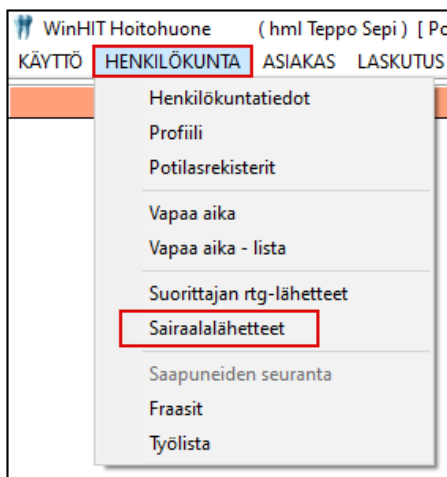 WinHIT Hoitohuone ( hml Teppo Sepi ) [ Po
KÄYTTÖ HENKILÖKUNTA ASIAKAS LASKUTUS
Henkilökuntatiedot
Profiili
Potilasrekisterit
Vapaa aika
Vapaa aika - lista
Suorittajan rtg-lähetteet
Sairaalalähetteet
Saapuneiden seuranta
Fraasit
Työlista